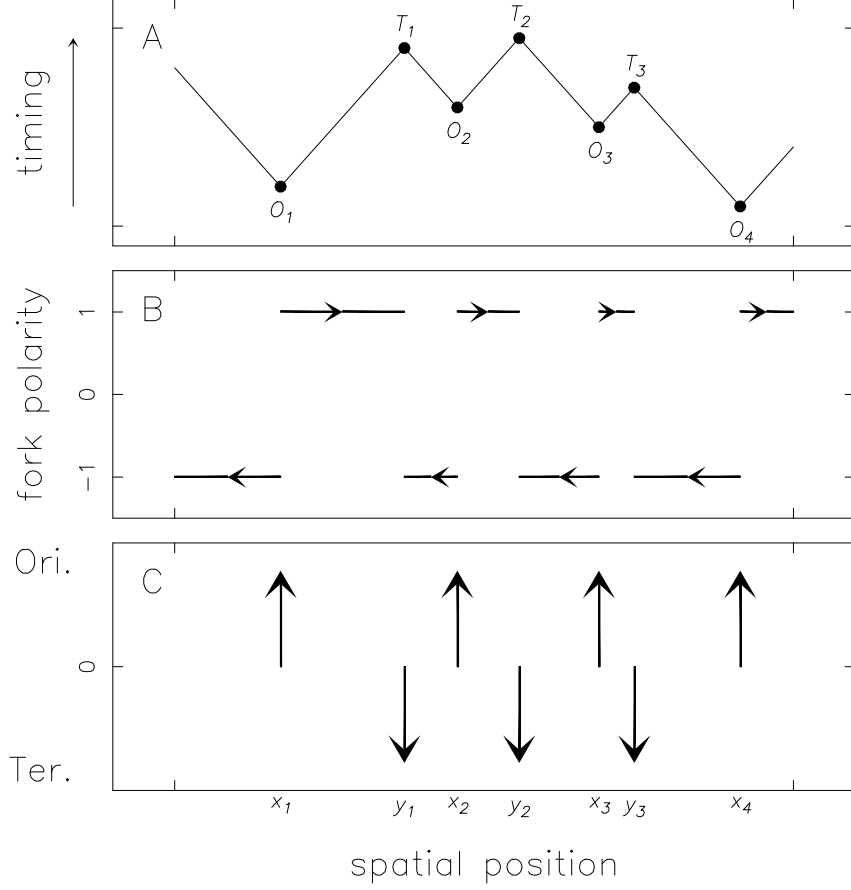 A
timing
T1
T2
T3
O1
O2
O3
O4
B
fork polarity
1
0
−1
C
Ori.
0
Ter.
x1 y1 x2 y2 x3 y3 x4
spatial position